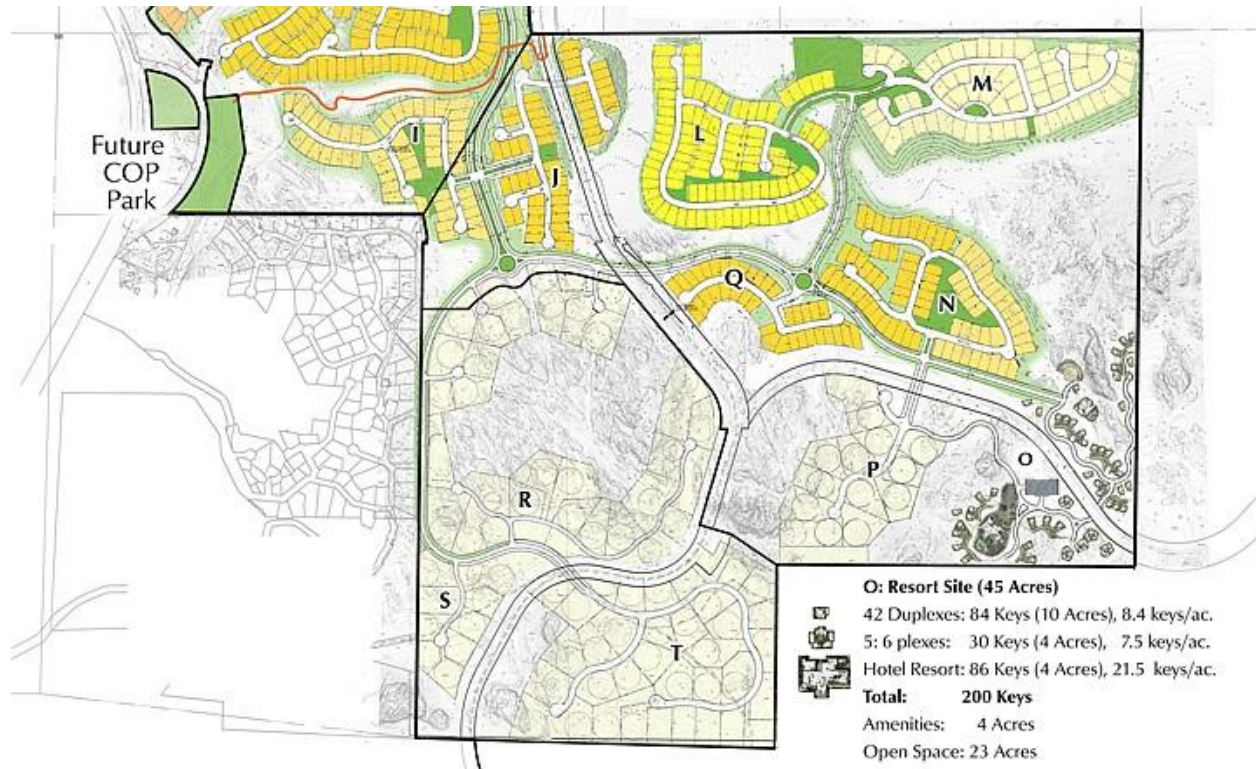 M
L
I
Future
COP
Park
J
Q
N
P
O
R
S
T
O: Resort Site (45 Acres)
42 Duplexes: 84 Keys (10 Acres), 8.4 keys/ac.
5: 6 plexes: 30 Keys (4 Acres), 7.5 keys/ac.
Hotel Resort: 86 Keys (4 Acres), 21.5 keys/ac.
Total: 200 Keys
Amenities: 4 Acres
Open Space: 23 Acres